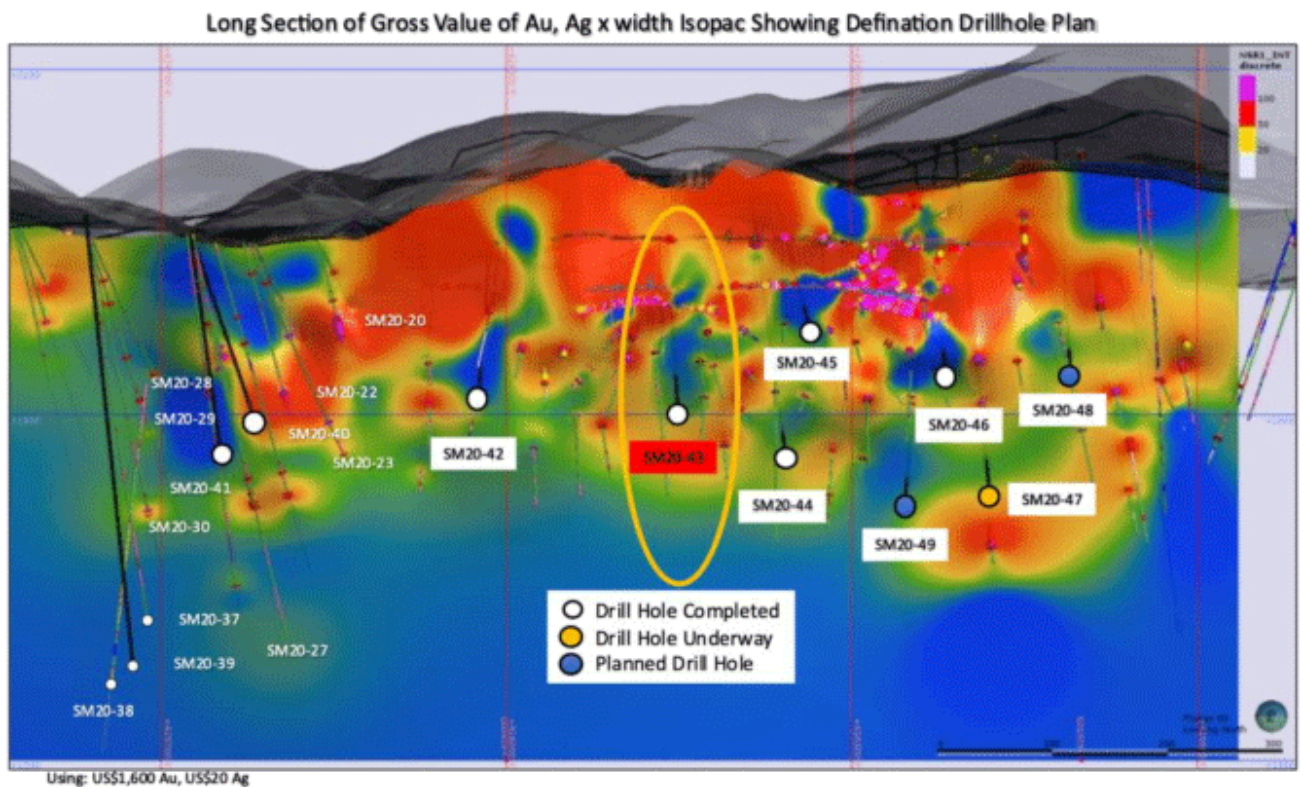 Long Section of Gross Value of Au, Ag x width Isopac Showing Defination Drillhole Plan
discrete
SM20-20
SM20-45
SM20-28
SM20-22
SM20-48
SM20-29
SM20-46
SM20-40
SM20-42
SM20-43
SM20-23
SM20-41
SM20-44
SM20-47
SM20-30
SM20-49
Drill Hole Completed
SM20-37
Drill Hole Underway
SM20-27
SM20-39
Planned Drill Hole
SM20-38
Using: US$1,600 Au, US$20 Ag